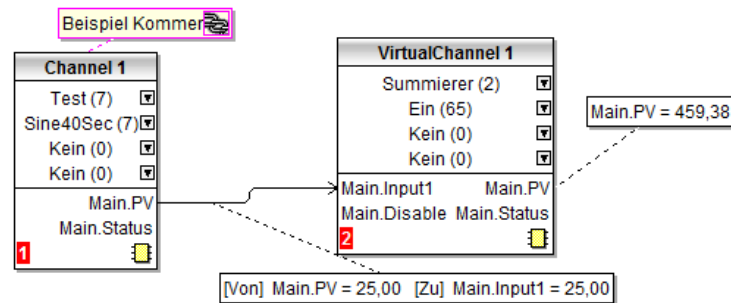 Beispiel Kommen
Channel 1
Test (7)
Sine40Sec (7)
Kein (0)
Kein (0)
Main.PV
Main.Status
1
VirtualChannel 1
Summierer (2)
Ein (65)
Kein (0)
Kein (0)
Main.Input1 Main.PV
Main.Disable Main.Status
2
Main.PV = 459,38
[Von] Main.PV = 25,00 [Zu] Main.Input1 = 25,00